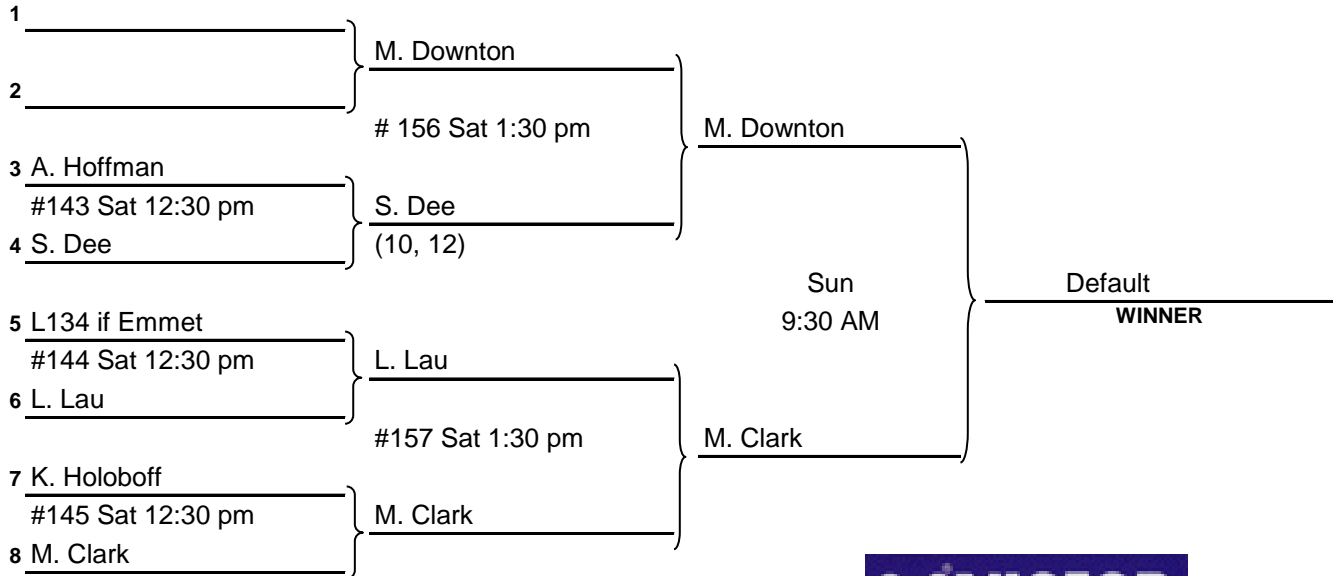 1
M. Downton
2
# 156 Sat 1:30 pm
M. Downton
3 A. Hoffman
#143 Sat 12:30 pm
S. Dee
4 S. Dee
(10, 12)
Sun
9:30 AM
Default
WINNER
5 L134 if Emmet
#144 Sat 12:30 pm
L. Lau
6 L. Lau
#157 Sat 1:30 pm
M. Clark
7 K. Holoboff
#145 Sat 12:30 pm
M. Clark
8 M. Clark